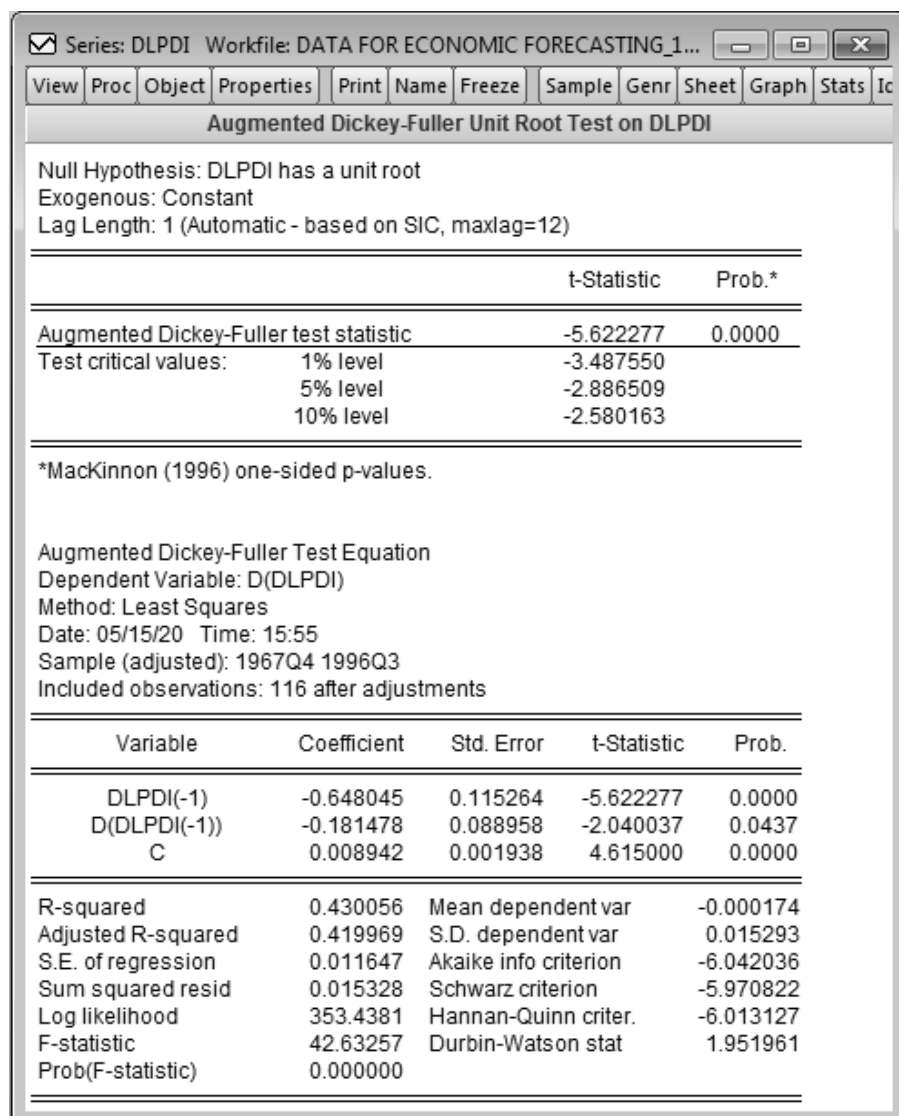 Series: DLPDI Workfile: DATA FOR ECONOMIC FORECASTING_1...
View Proc Object Properties Print Name Freeze Sample Genr Sheet Graph Stats Ic
Augmented Dickey-Fuller Unit Root Test on DLPDI
Null Hypothesis: DLPDI has a unit root
Exogenous: Constant
Lag Length: 1 (Automatic - based on SIC, maxlag=12)
t-Statistic Prob.*
Augmented Dickey-Fuller test statistic -5.622277 0.0000
Test critical values: 1% level -3.487550
5% level -2.886509
10% level -2.580163
*MacKinnon (1996) one-sided p-values.
Augmented Dickey-Fuller Test Equation
Dependent Variable: D(DLPDI)
Method: Least Squares
Date: 05/15/20 Time: 15:55
Sample (adjusted): 1967Q4 1996Q3
Included observations: 116 after adjustments
Variable Coefficient Std. Error t-Statistic Prob.
DLPDI(-1) -0.648045 0.115264 -5.622277 0.0000
D(DLPDI(-1)) -0.181478 0.088958 -2.040037 0.0437
C 0.008942 0.001938 4.615000 0.0000
R-squared 0.430056 Mean dependent var -0.000174
Adjusted R-squared 0.419969 S.D. dependent var 0.015293
S.E. of regression 0.011647 Akaike info criterion -6.042036
Sum squared resid 0.015328 Schwarz criterion -5.970822
Log likelihood 353.4381 Hannan-Quinn criter. -6.013127
F-statistic 42.63257 Durbin-Watson stat 1.951961
Prob(F-statistic) 0.000000